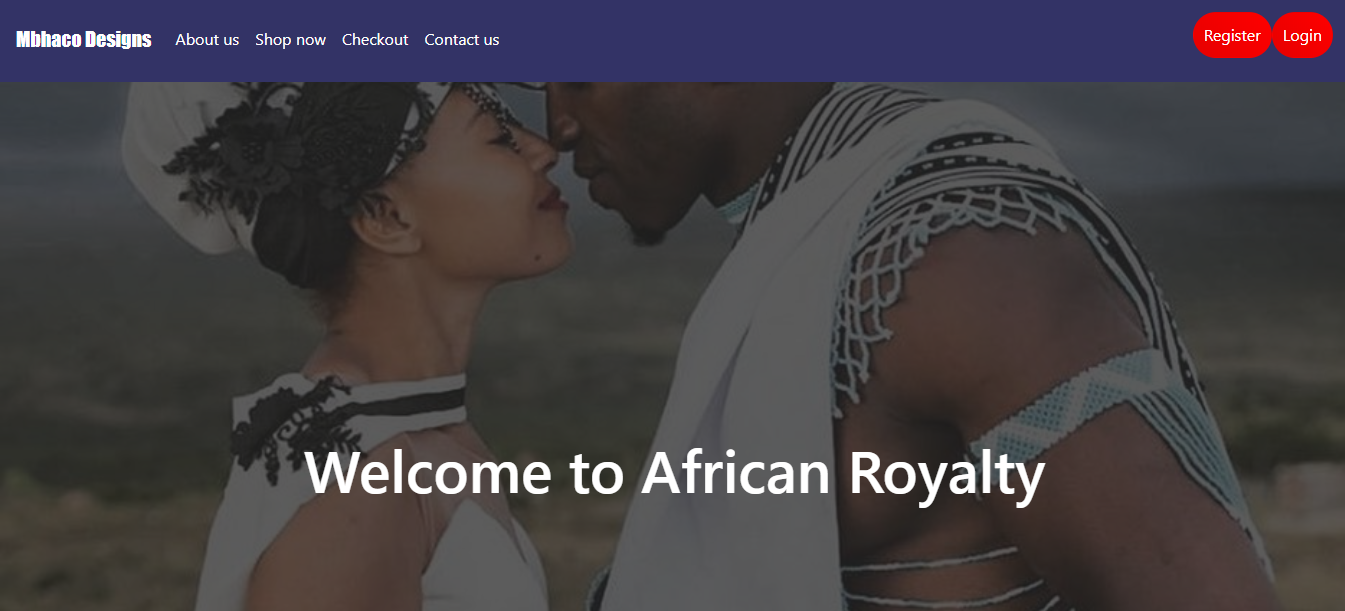 Mbhaco Designs About us Shop now Checkout Contact us Register Login
Welcome to African Royalty